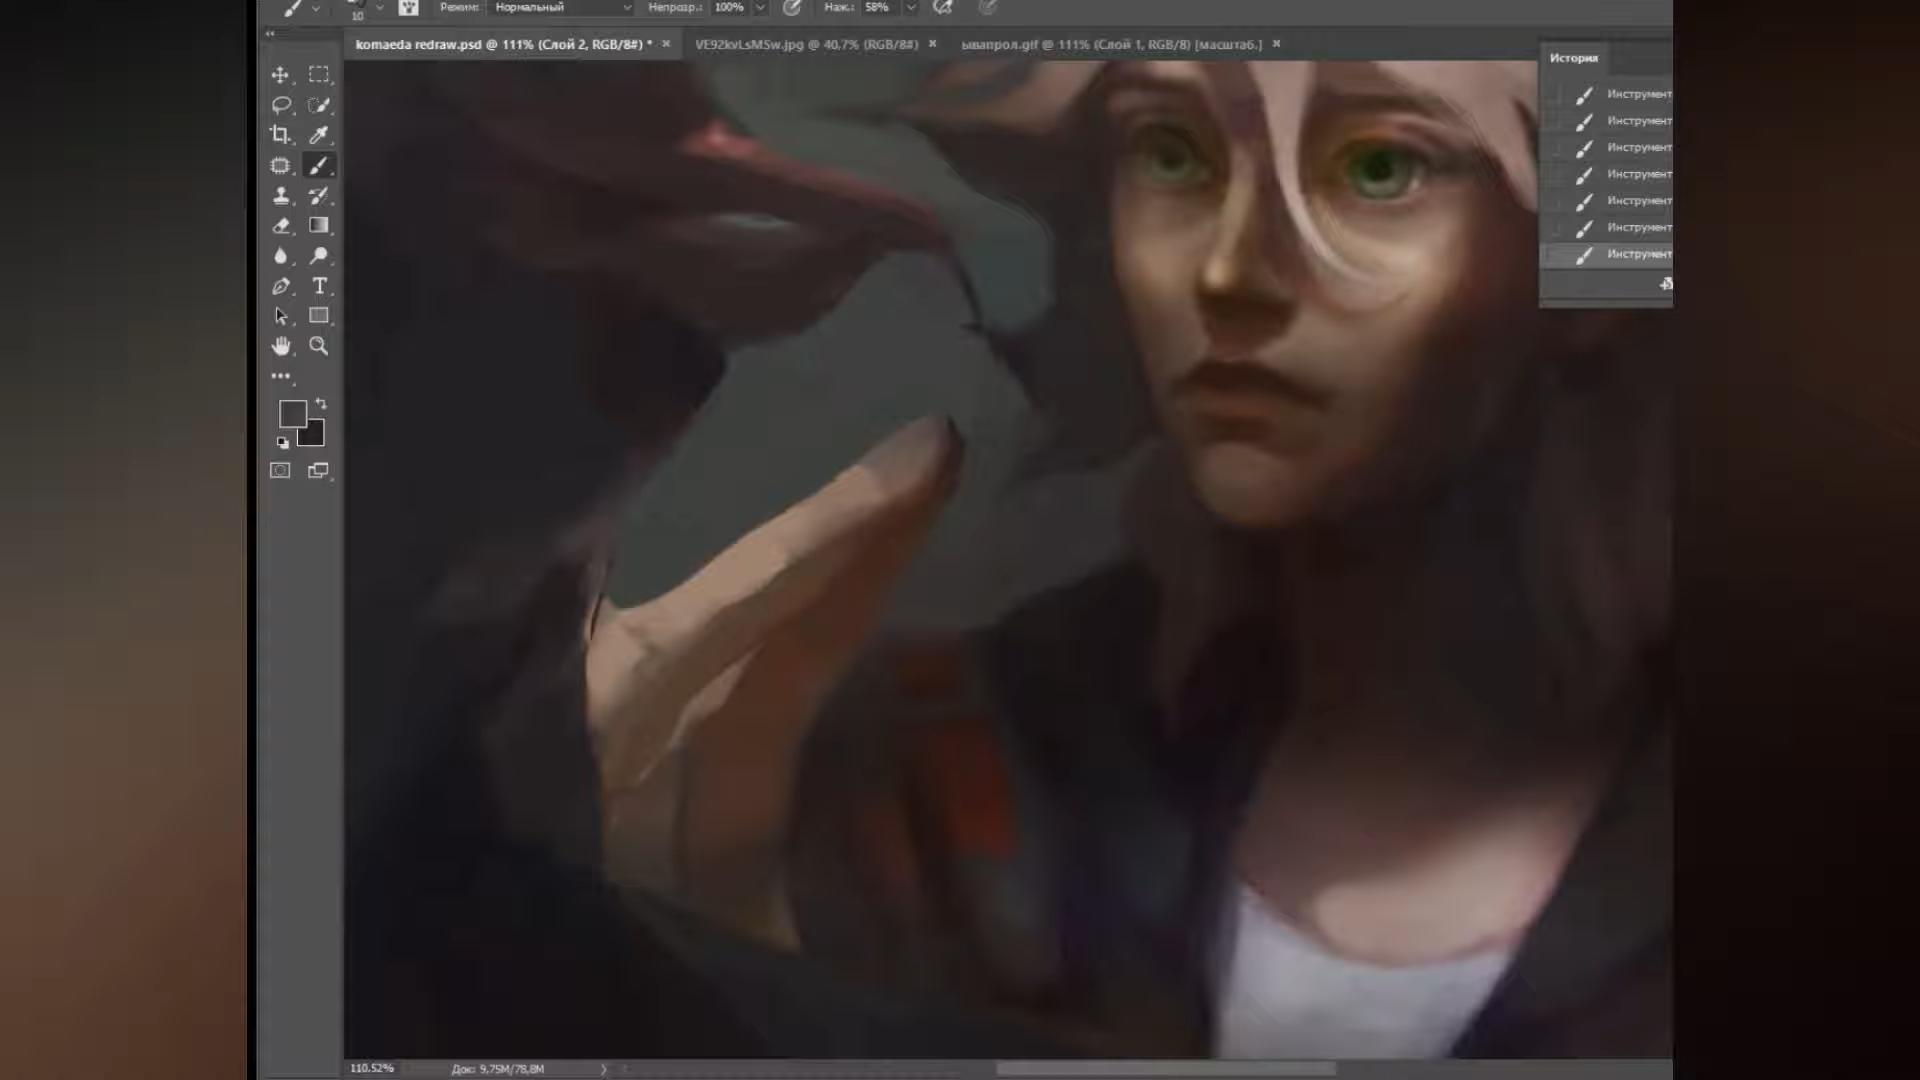 10 Режим: Нормальный Непрозр.: 100% Наж.: 58%
komaeda redraw.psd @ 111% (Слой 2, RGB/8#) * VE92kvLsMSw.jpg @ 40,7% (RGB/8#) ывапрол.gif @ 111% (Слой 1, RGB/8) [масштаб.]
История
Инструмент
Инструмент
Инструмент
Инструмент
Инструмент
Инструмент
Инструмент
110.52% Док: 9,75M/78,8M